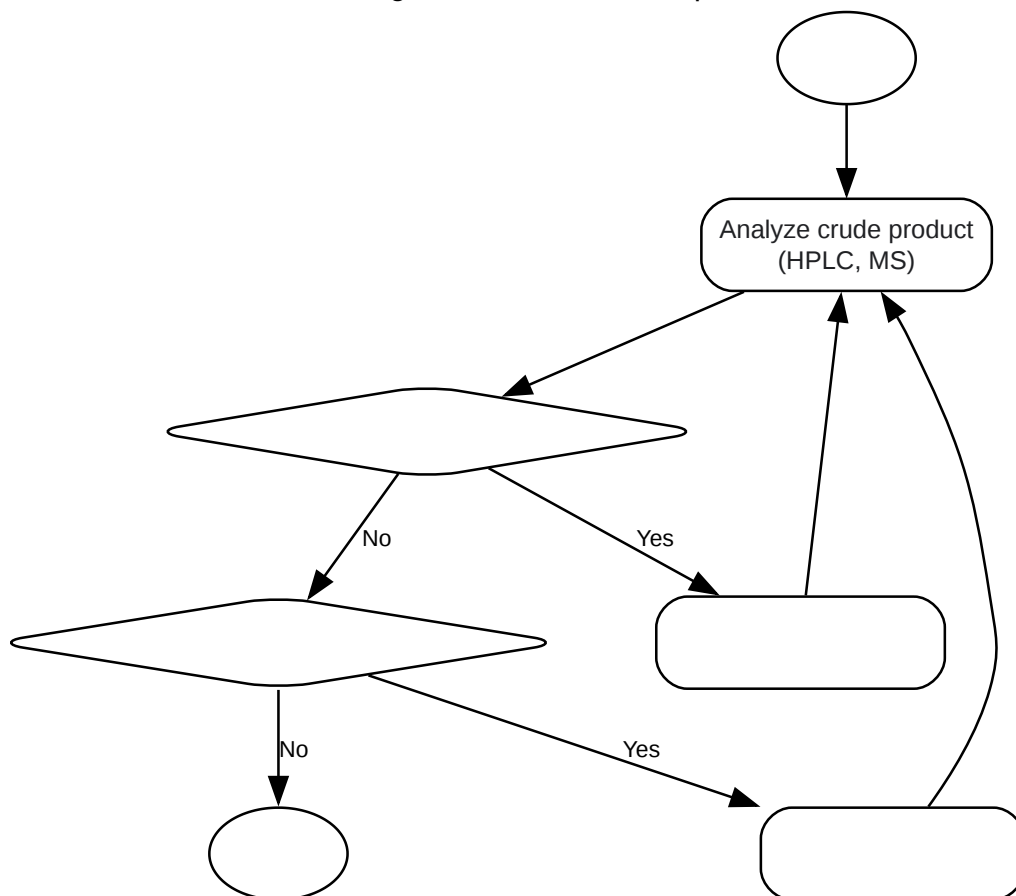 Analyze crude product
(HPLC, MS)
No
Yes
No
Yes